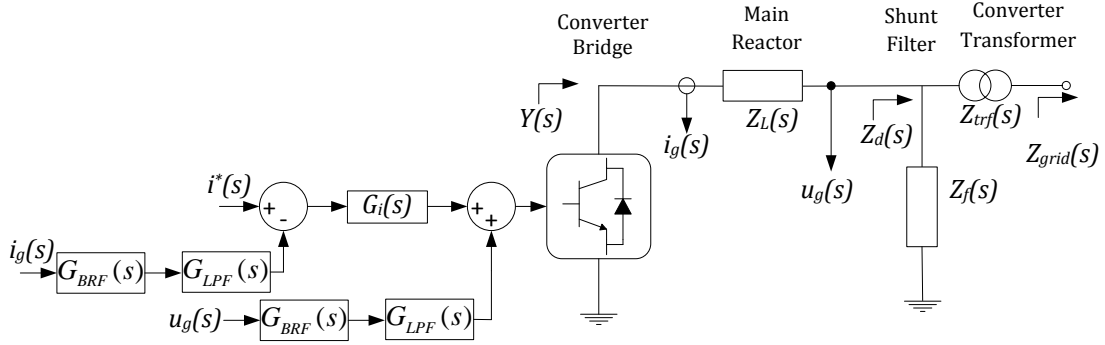 Converter
Bridge
Main
Reactor
Shunt
Filter
Converter
Transformer
Y(s)
Z_L(s)
i_g(s)
Z_d(s)
Z_trf(s)
Z_grid(s)
u_g(s)
Z_f(s)
i*(s)
+
-
G_i(s)
+
+
i_g(s)
G_BRF (s)
G_LPF (s)
u_g(s)
G_BRF (s)
G_LPF (s)